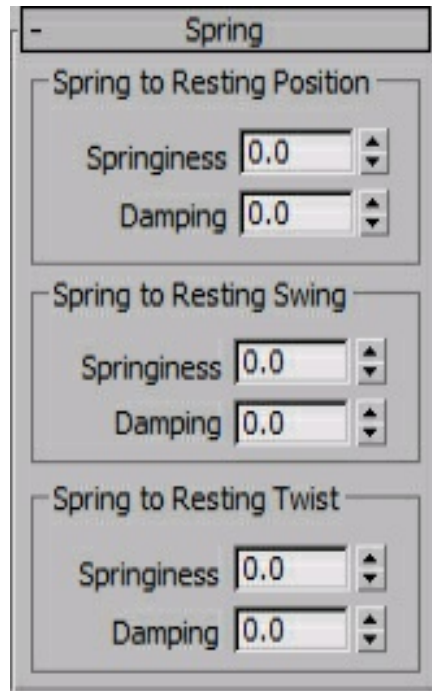 - Spring
Spring to Resting Position
Springiness 0.0
Damping 0.0
Spring to Resting Swing
Springiness 0.0
Damping 0.0
Spring to Resting Twist
Springiness 0.0
Damping 0.0